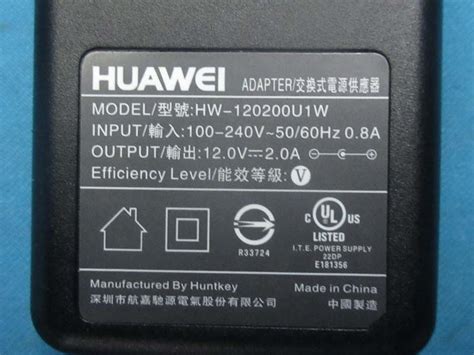 HUAWEI ADAPTER/交換式電源供應器
MODEL/型號:HW-120200U1W
INPUT/輸入:100-240V~50/60Hz 0.8A
OUTPUT/輸出:12.0V⎓2.0A
Efficiency Level/能效等級: V
R33724
C UL US
LISTED
I.T.E. POWER SUPPLY
22DP
E181356
Manufactured By Huntkey
深圳市航嘉馳源電氣股份有限公司
Made in China
中國製造